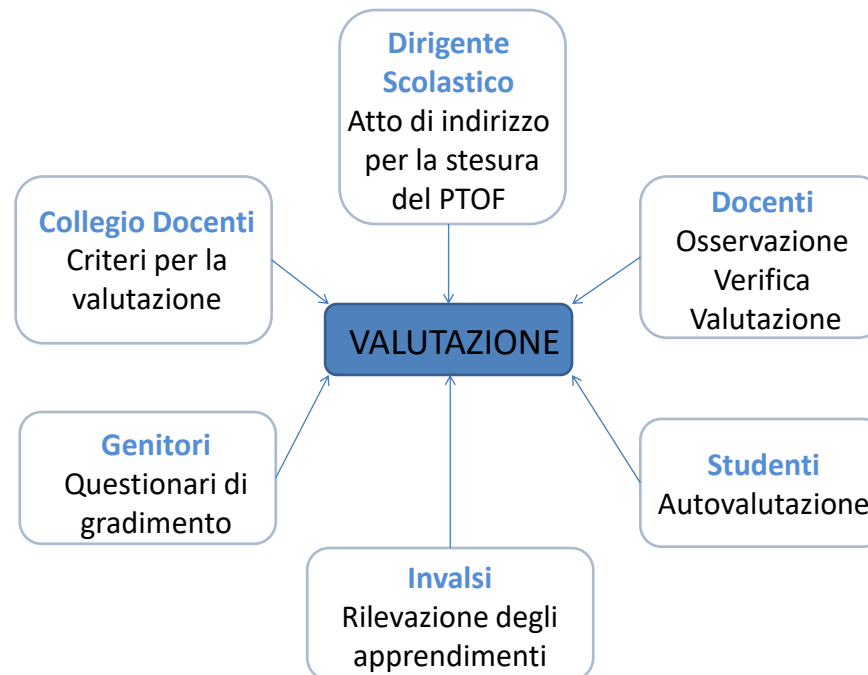 Dirigente
Scolastico
Atto di indirizzo
per la stesura
del PTOF
Collegio Docenti
Criteri per la
valutazione
Docenti
Osservazione
Verifica
Valutazione
VALUTAZIONE
Genitori
Questionari di
gradimento
Studenti
Autovalutazione
Invalsi
Rilevazione degli
apprendimenti